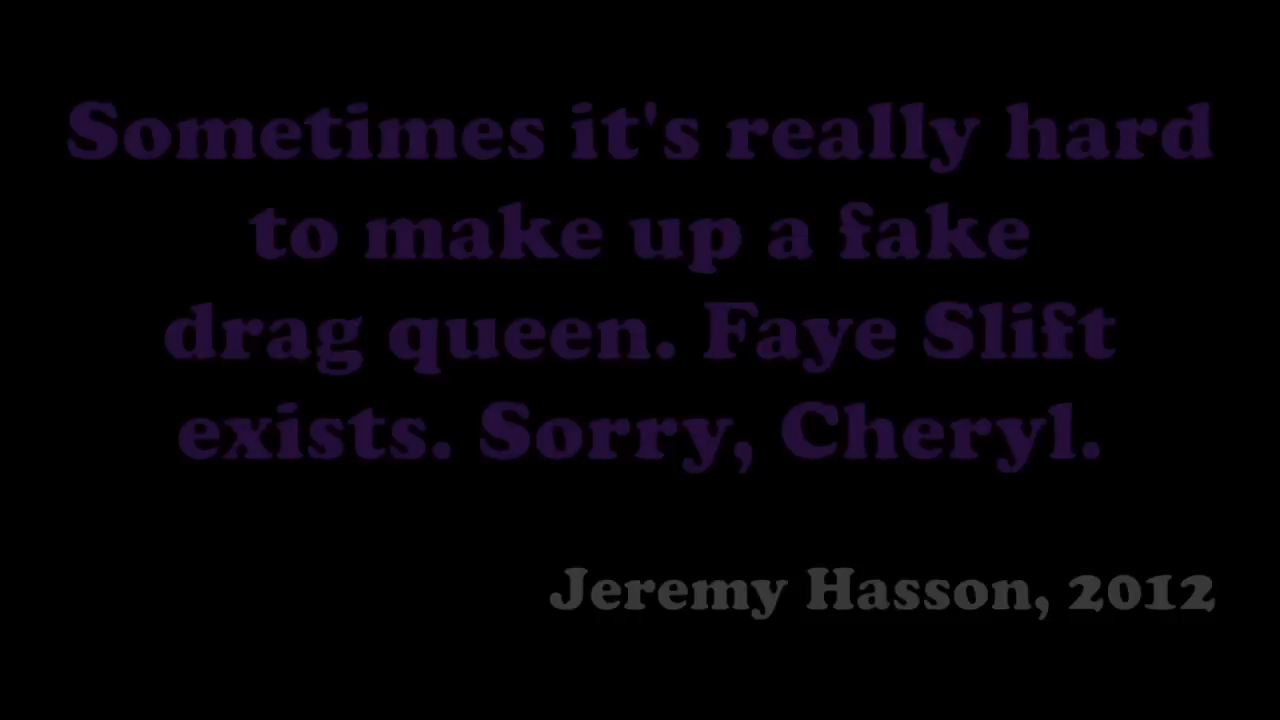 Sometimes it's really hard
to make up a fake
drag queen. Faye Slift
exists. Sorry, Cheryl.
Jeremy Hasson, 2012